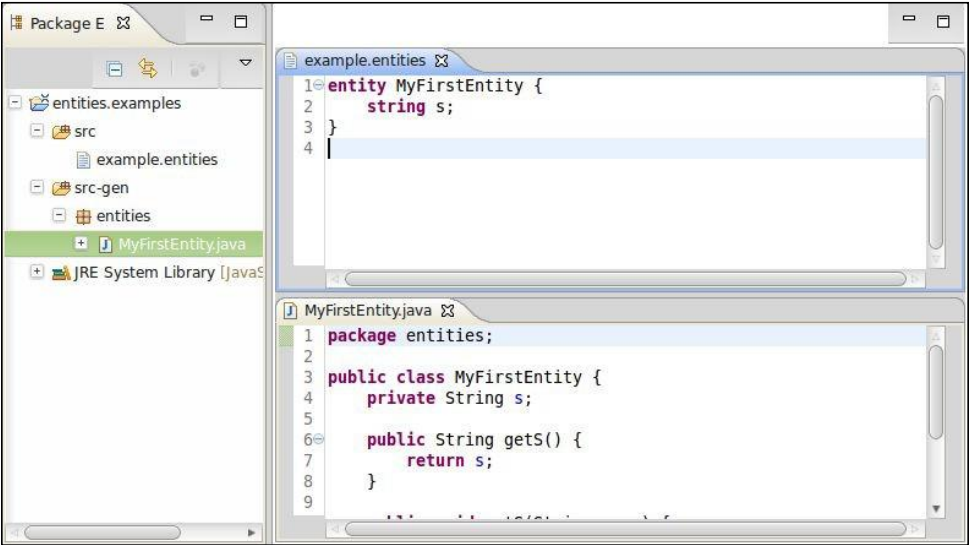 Package E
entities.examples
src
example.entities
src-gen
entities
MyFirstEntity.java
JRE System Library [JavaS
example.entities
1 entity MyFirstEntity {
2     string s;
3 }
4
MyFirstEntity.java
1 package entities;
2
3 public class MyFirstEntity {
4     private String s;
5
6     public String getS() {
7         return s;
8     }
9